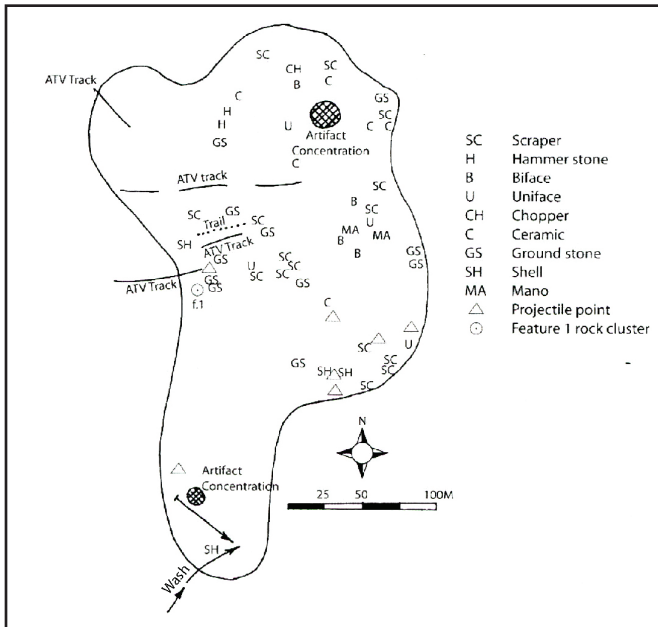 SC
CH
SC
B
C
ATV Track
C
GS
H
SC
H
U
C
C
Artifact
Concentration
GS
C
ATV track
SC
B
SC
GS
SC
Trail
SC
U
GS
MA
MA
B
SH
ATV Track
B
GS
GS
SC
GS
U
SC
ATV Track
GS
SC
SC
GS
GS
f.1
C
U
SC
GS
SC
SH
SH
SC
SC
Artifact
Concentration
SH
Wash
N
25
50
100M
SC Scraper
H Hammer stone
B Biface
U Uniface
CH Chopper
C Ceramic
GS Ground stone
SH Shell
MA Mano
Projectile point
Feature 1 rock cluster